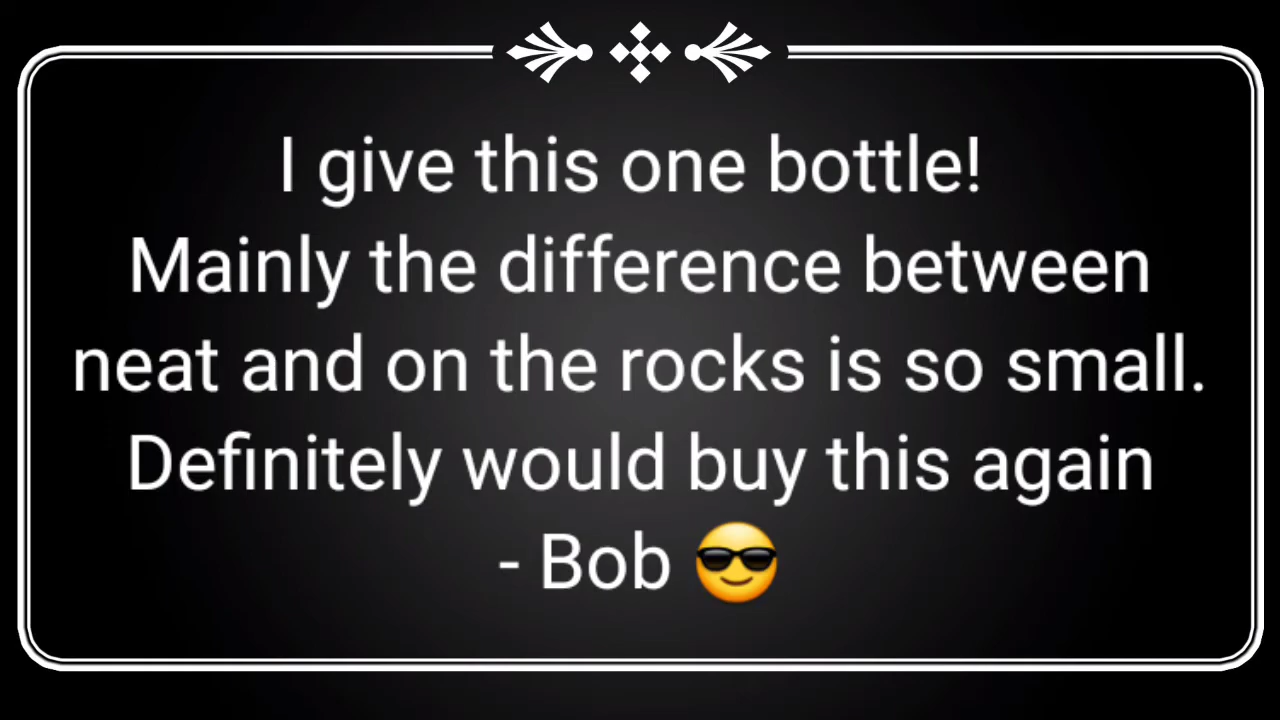 I give this one bottle!
Mainly the difference between
neat and on the rocks is so small.
Definitely would buy this again
- Bob 😎